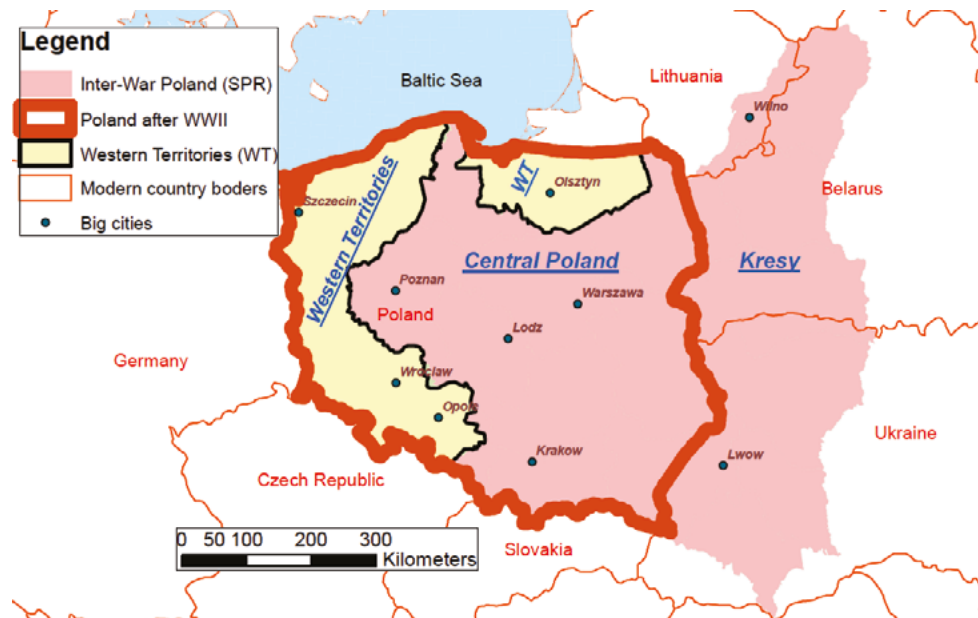 Legend
Inter-War Poland (SPR)
Poland after WWII
Western Territories (WT)
Modern country boders
Big cities
Baltic Sea
Lithuania
Wilno
Belarus
Szczecin
Western Territories
WT
Olsztyn
Central Poland
Kresy
Poznan
Warszawa
Poland
Lodz
Germany
Wroclaw
Opole
Ukraine
Krakow
Lwow
Czech Republic
0 50 100 200 300
Kilometers
Slovakia